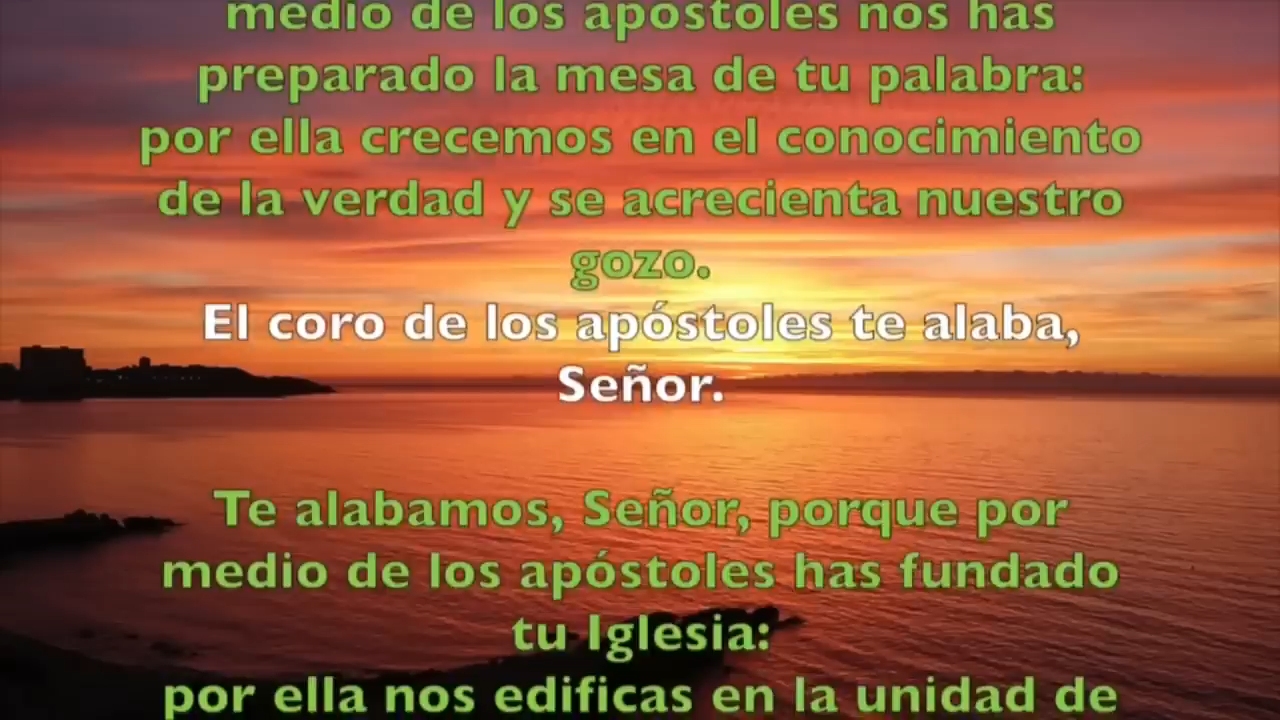 medio de los apóstoles nos has
preparado la mesa de tu palabra:
por ella crecemos en el conocimiento
de la verdad y se acrecienta nuestro
gozo.
El coro de los apóstoles te alaba,
Señor.
Te alabamos, Señor, porque por
medio de los apóstoles has fundado
tu Iglesia:
por ella nos edificas en la unidad de